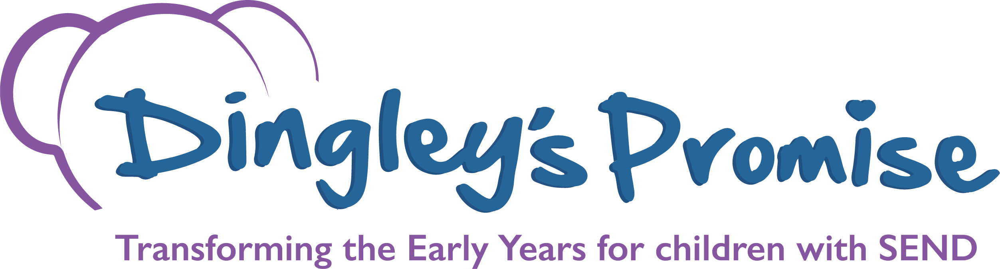 Dingley's Promise
Transforming the Early Years for children with SEND